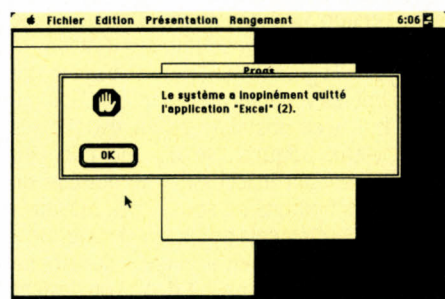 Fichier Edition Présentation Rangement 6:06
Progs
Le système a inopinément quitté
l'application "Excel" (2).
OK